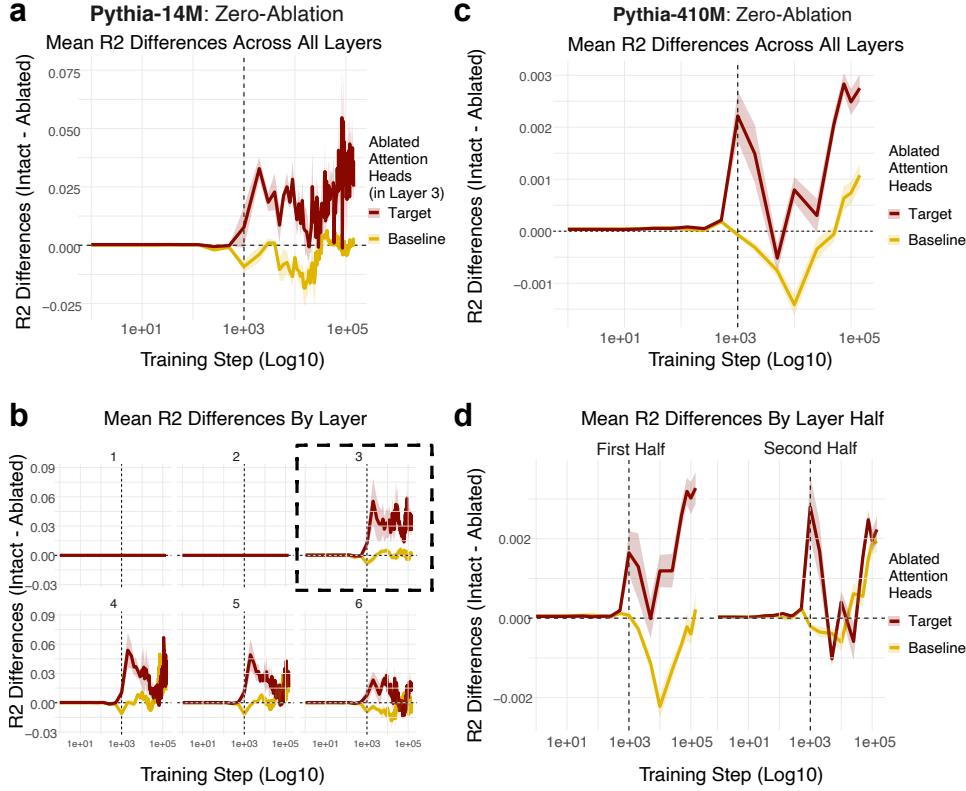 a
Pythia-14M: Zero-Ablation
Mean R2 Differences Across All Layers
R2 Differences (Intact - Ablated)
0.075
0.050
0.025
0.000
−0.025
1e+01
1e+03
1e+05
Training Step (Log10)
Ablated
Attention
Heads
(in Layer 3)
Target
Baseline
b
Mean R2 Differences By Layer
R2 Differences (Intact - Ablated)
1
2
3
0.09
0.06
0.03
0.00
−0.03
4
5
6
0.09
0.06
0.03
0.00
−0.03
1e+01
1e+03
1e+05
1e+01
1e+03
1e+05
1e+01
1e+03
1e+05
Training Step (Log10)
c
Pythia-410M: Zero-Ablation
Mean R2 Differences Across All Layers
R2 Differences (Intact - Ablated)
0.003
0.002
0.001
0.000
−0.001
1e+01
1e+03
1e+05
Training Step (Log10)
Ablated
Attention
Heads
Target
Baseline
d
Mean R2 Differences By Layer Half
First Half
Second Half
R2 Differences (Intact - Ablated)
0.002
0.000
−0.002
1e+01
1e+03
1e+05
1e+01
1e+03
1e+05
Training Step (Log10)
Ablated
Attention
Heads
Target
Baseline